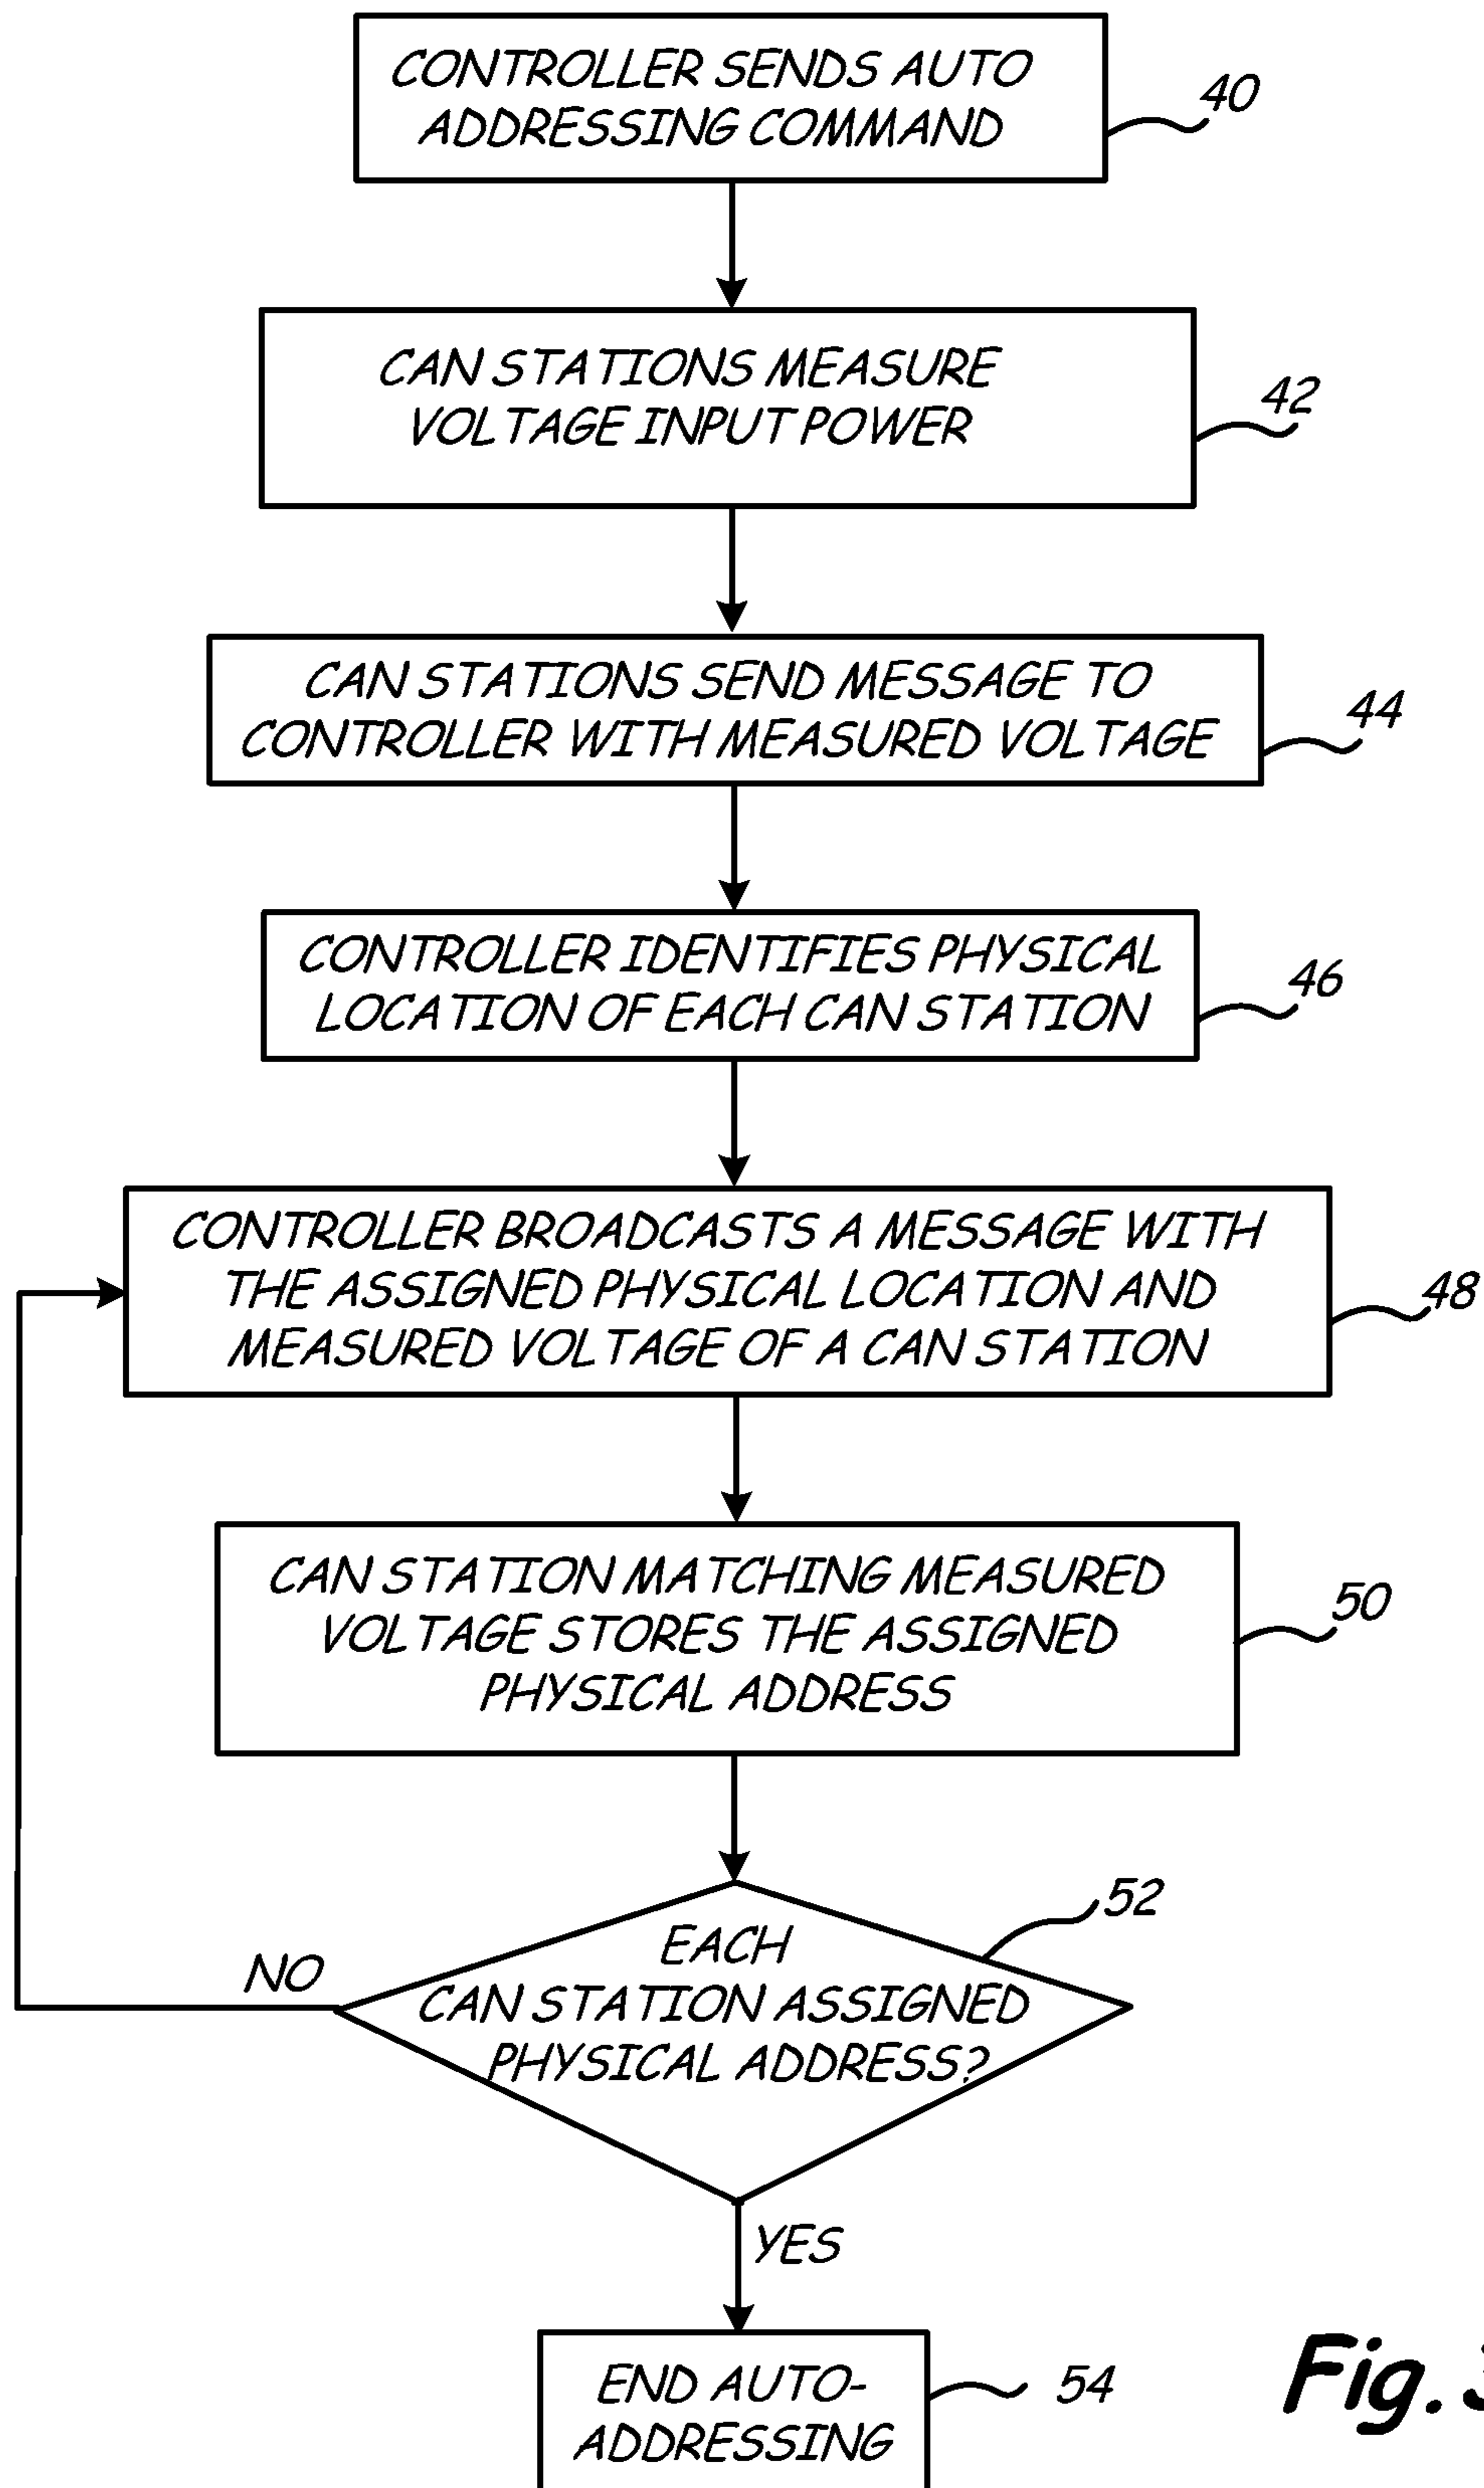 CONTROLLER SENDS AUTO
ADDRESSING COMMAND
40
CAN STATIONS MEASURE
VOLTAGE INPUT POWER
42
CAN STATIONS SEND MESSAGE TO
CONTROLLER WITH MEASURED VOLTAGE
44
CONTROLLER IDENTIFIES PHYSICAL
LOCATION OF EACH CAN STATION
46
CONTROLLER BROADCASTS A MESSAGE WITH
THE ASSIGNED PHYSICAL LOCATION AND
MEASURED VOLTAGE OF A CAN STATION
48
CAN STATION MATCHING MEASURED
VOLTAGE STORES THE ASSIGNED
PHYSICAL ADDRESS
50
52
EACH
CAN STATION ASSIGNED
PHYSICAL ADDRESS?
NO
YES
END AUTO-
ADDRESSING
54
Fig.